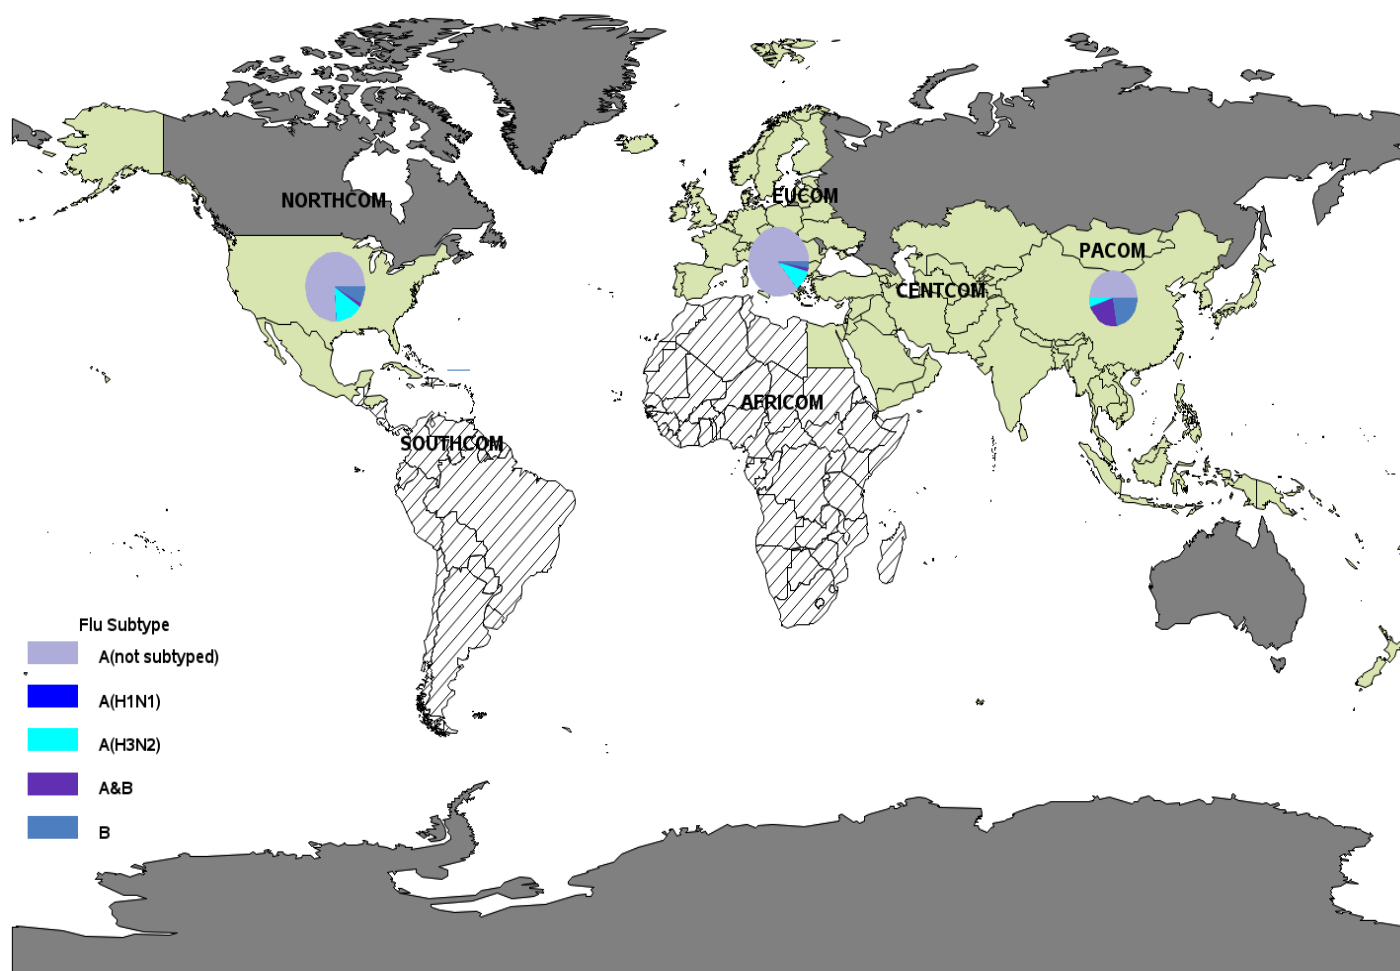 EUCOM
NORTHCOM
PACOM
CENTCOM
AFRICOM
SOUTHCOM
Flu Subtype
A(not subtyped)
A(H1N1)
A(H3N2)
A&B
B